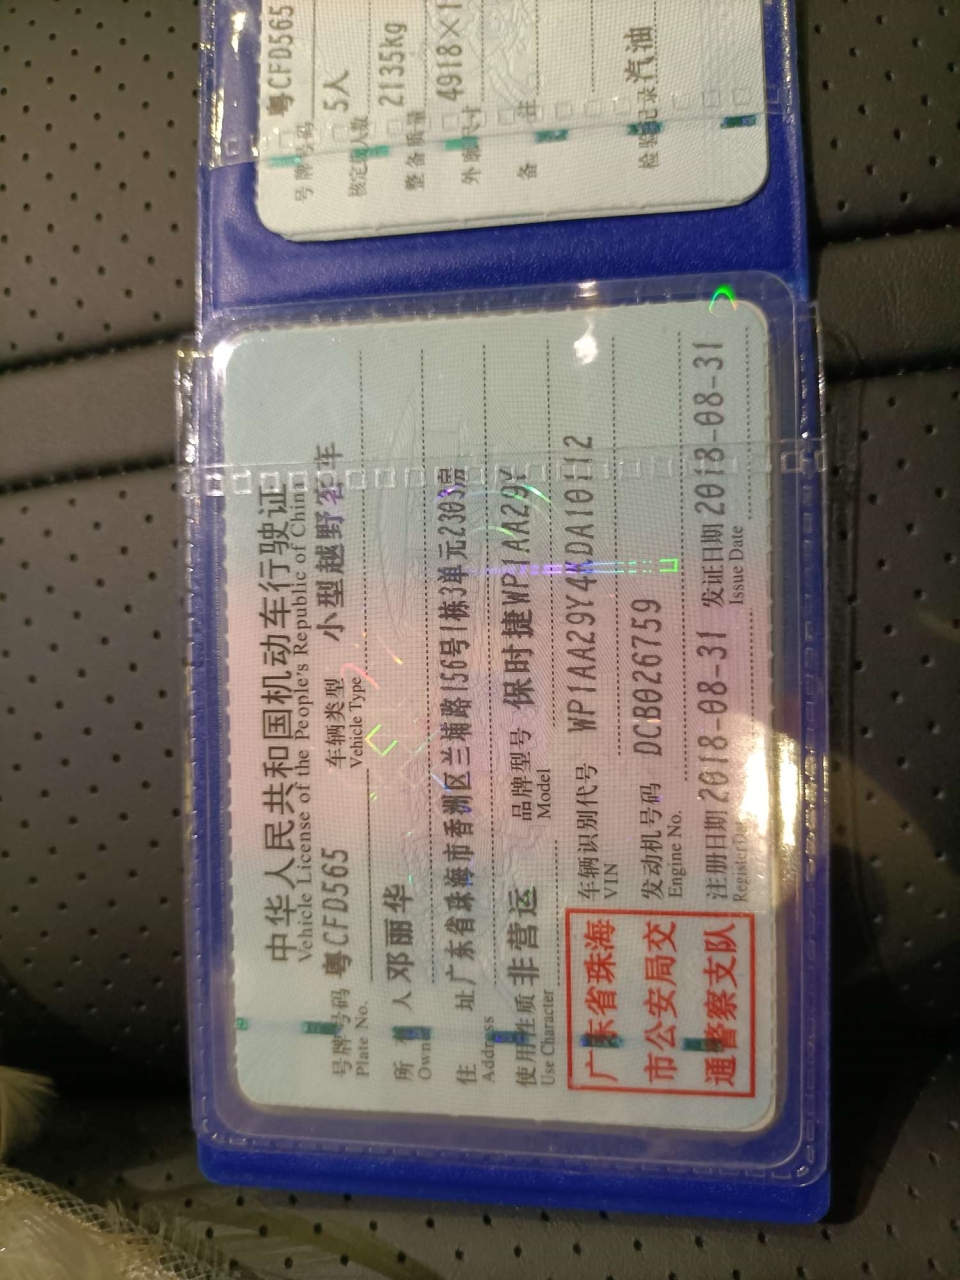 中华人民共和国机动车行驶证
Vehicle License of the People's Republic of China
号牌号码 粤CFD565 车辆类型 小型越野客车
Plate No. Vehicle Type
所有人 邓丽华
Owner
住址 广东省珠海市香洲区兰埔路156号1栋3单元2303房
Address
使用性质 非营运 品牌型号 保时捷WP1AA29Y
Use Character Model
广东省珠海
市公安局交
通警察支队
车辆识别代号 WP1AA29Y4
VIN
发动机号码 DCB026759
Engine No.
注册日期 2018-08-31 发证日期 2018-08-31
Issue Date
号牌号码 粤CFD565
核定载人数 5人
整备质量 2135kg
外廓尺寸 4918×1
备注
检验记录 汽油